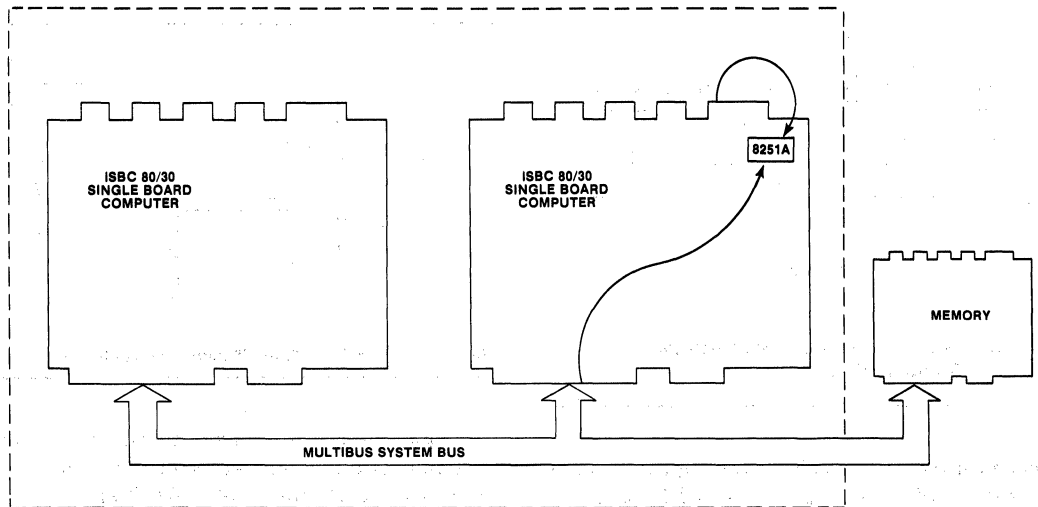 iSBC 80/30
SINGLE BOARD
COMPUTER
iSBC 80/30
SINGLE BOARD
COMPUTER
8251A
MEMORY
MULTIBUS SYSTEM BUS